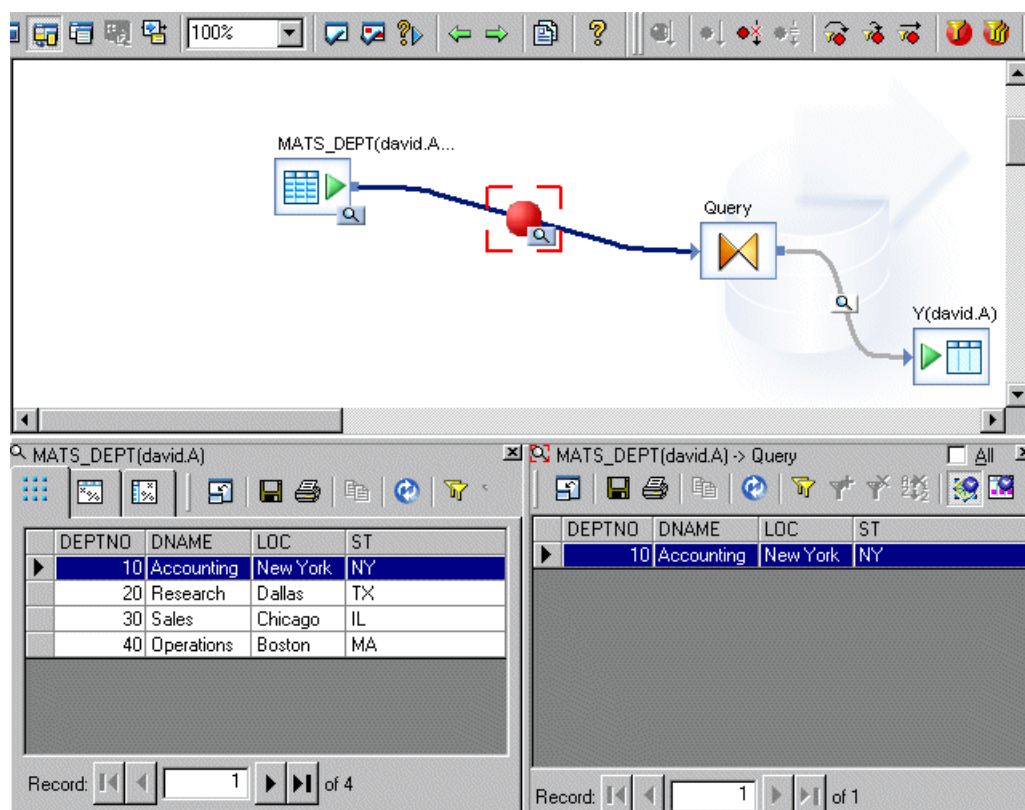 100%
MATS_DEPT(david.A...
Query
Y(david.A)
MATS_DEPT(david.A)
DEPTNO DNAME LOC ST
10 Accounting New York NY
20 Research Dallas TX
30 Sales Chicago IL
40 Operations Boston MA
Record: 1 of 4
MATS_DEPT(david.A) -> Query All
DEPTNO DNAME LOC ST
10 Accounting New York NY
Record: 1 of 1